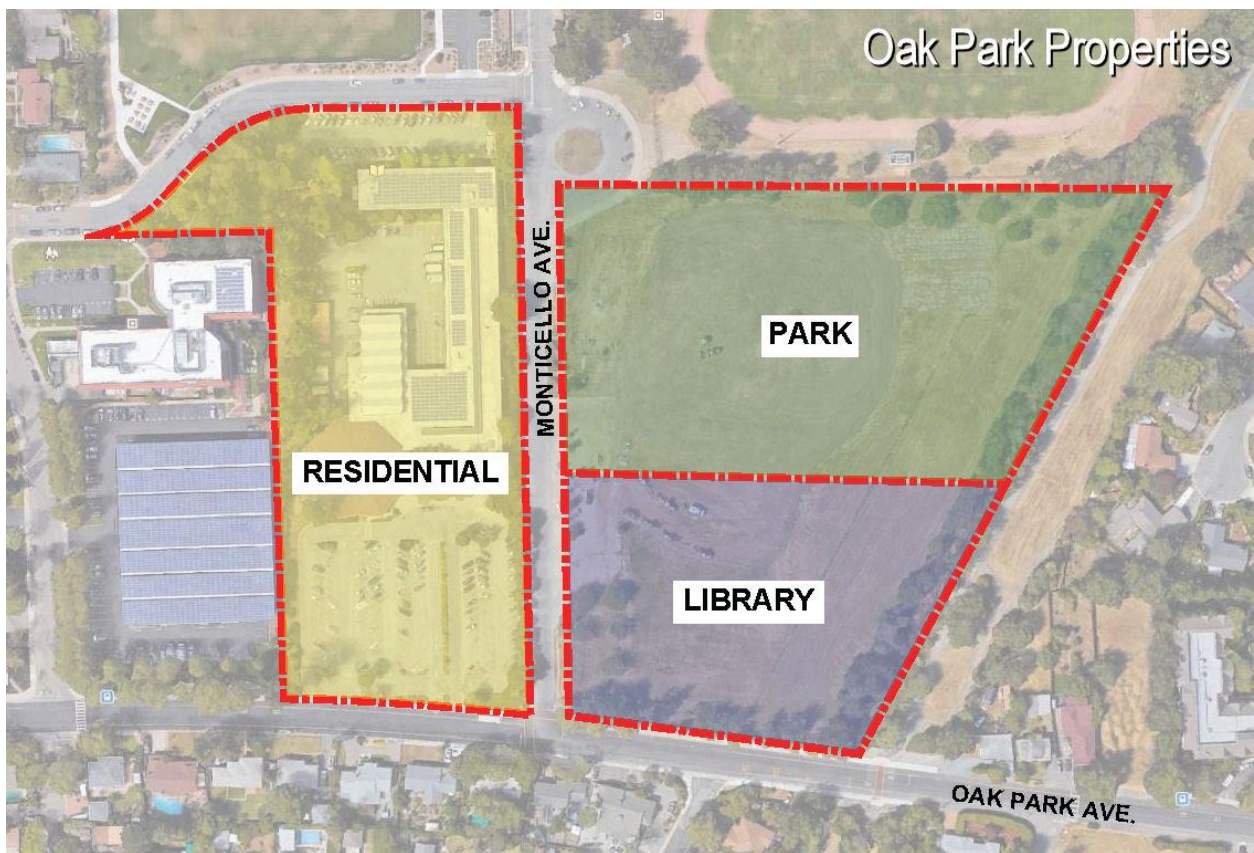 Oak Park Properties
MONTICELLO AVE.
PARK
RESIDENTIAL
LIBRARY
OAK PARK AVE.